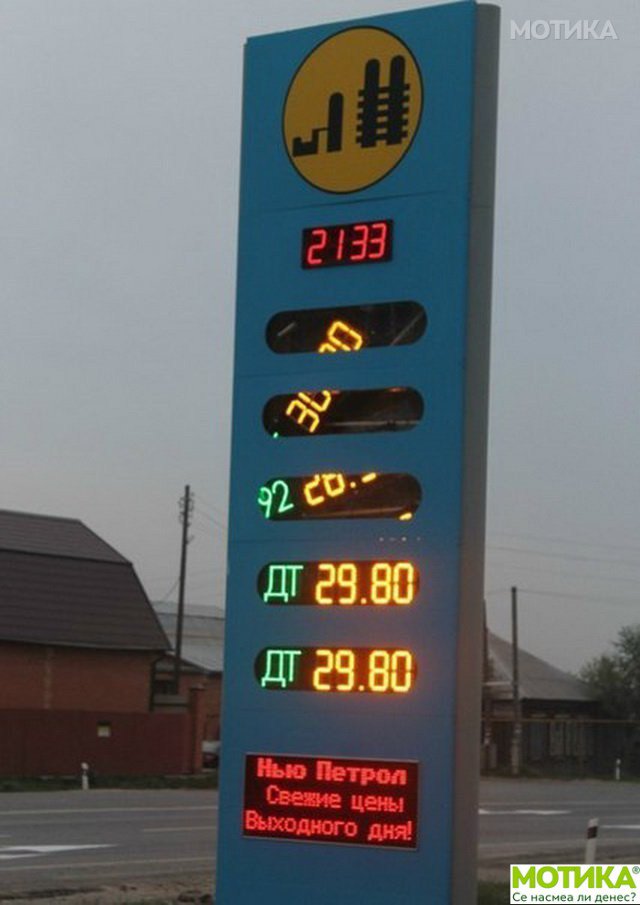 МОТИКА
2133
92
ДТ 29.80
ДТ 29.80
Нью Петрол
Свежие цены
Выходного дня!
МОТИКА®
Се насмеа ли денес?